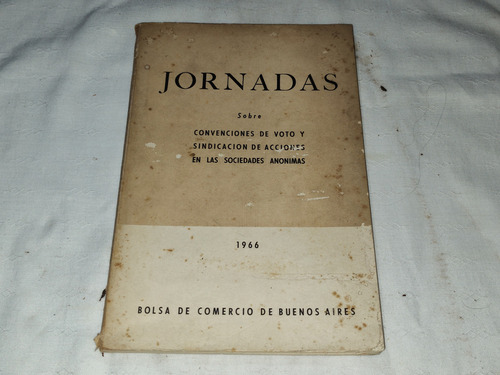 JORNADAS
Sobre
CONVENCIONES DE VOTO Y
SINDICACION DE ACCIONES
EN LAS SOCIEDADES ANONIMAS
1966
BOLSA DE COMERCIO DE BUENOS AIRES